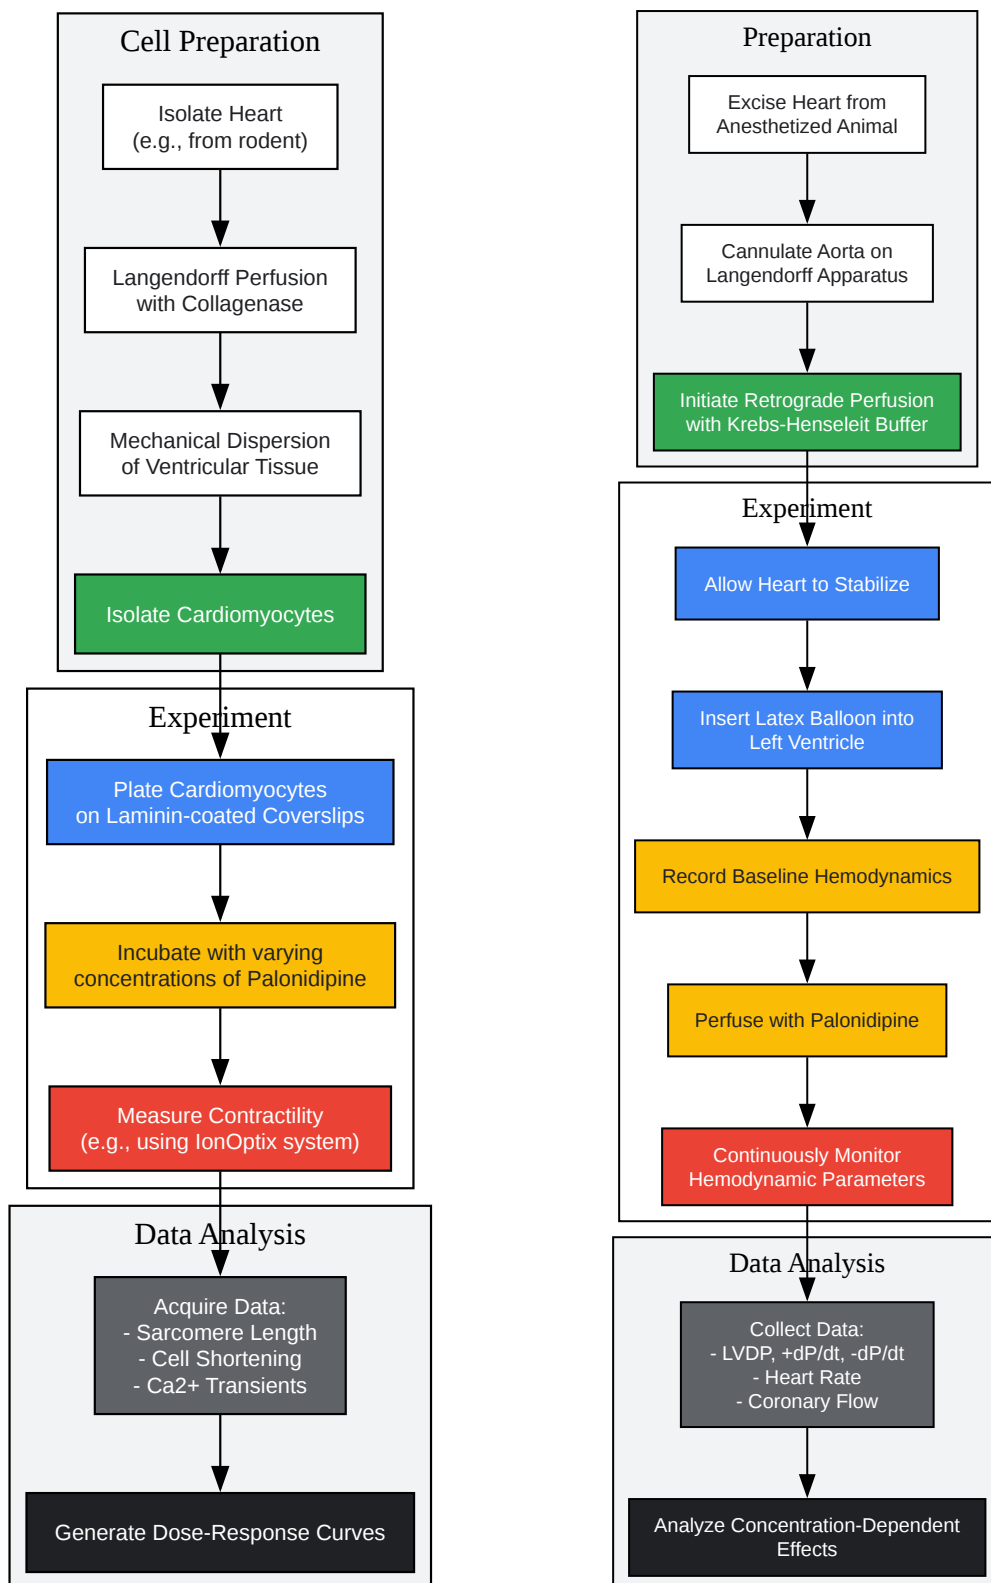 Cell Preparation
Isolate Heart
(e.g., from rodent)
Langendorff Perfusion
with Collagenase
Mechanical Dispersion
of Ventricular Tissue
Isolate Cardiomyocytes
Experiment
Plate Cardiomyocytes
on Laminin-coated Coverslips
Incubate with varying
concentrations of Palonidipine
Measure Contractility
(e.g., using IonOptix system)
Data Analysis
Acquire Data:
- Sarcomere Length
- Cell Shortening
- Ca2+ Transients
Generate Dose-Response Curves
Preparation
Excise Heart from
Anesthetized Animal
Cannulate Aorta on
Langendorff Apparatus
Initiate Retrograde Perfusion
with Krebs-Henseleit Buffer
Experiment
Allow Heart to Stabilize
Insert Latex Balloon into
Left Ventricle
Record Baseline Hemodynamics
Perfuse with Palonidipine
Continuously Monitor
Hemodynamic Parameters
Data Analysis
Collect Data:
- LVDP, +dP/dt, -dP/dt
- Heart Rate
- Coronary Flow
Analyze Concentration-Dependent
Effects